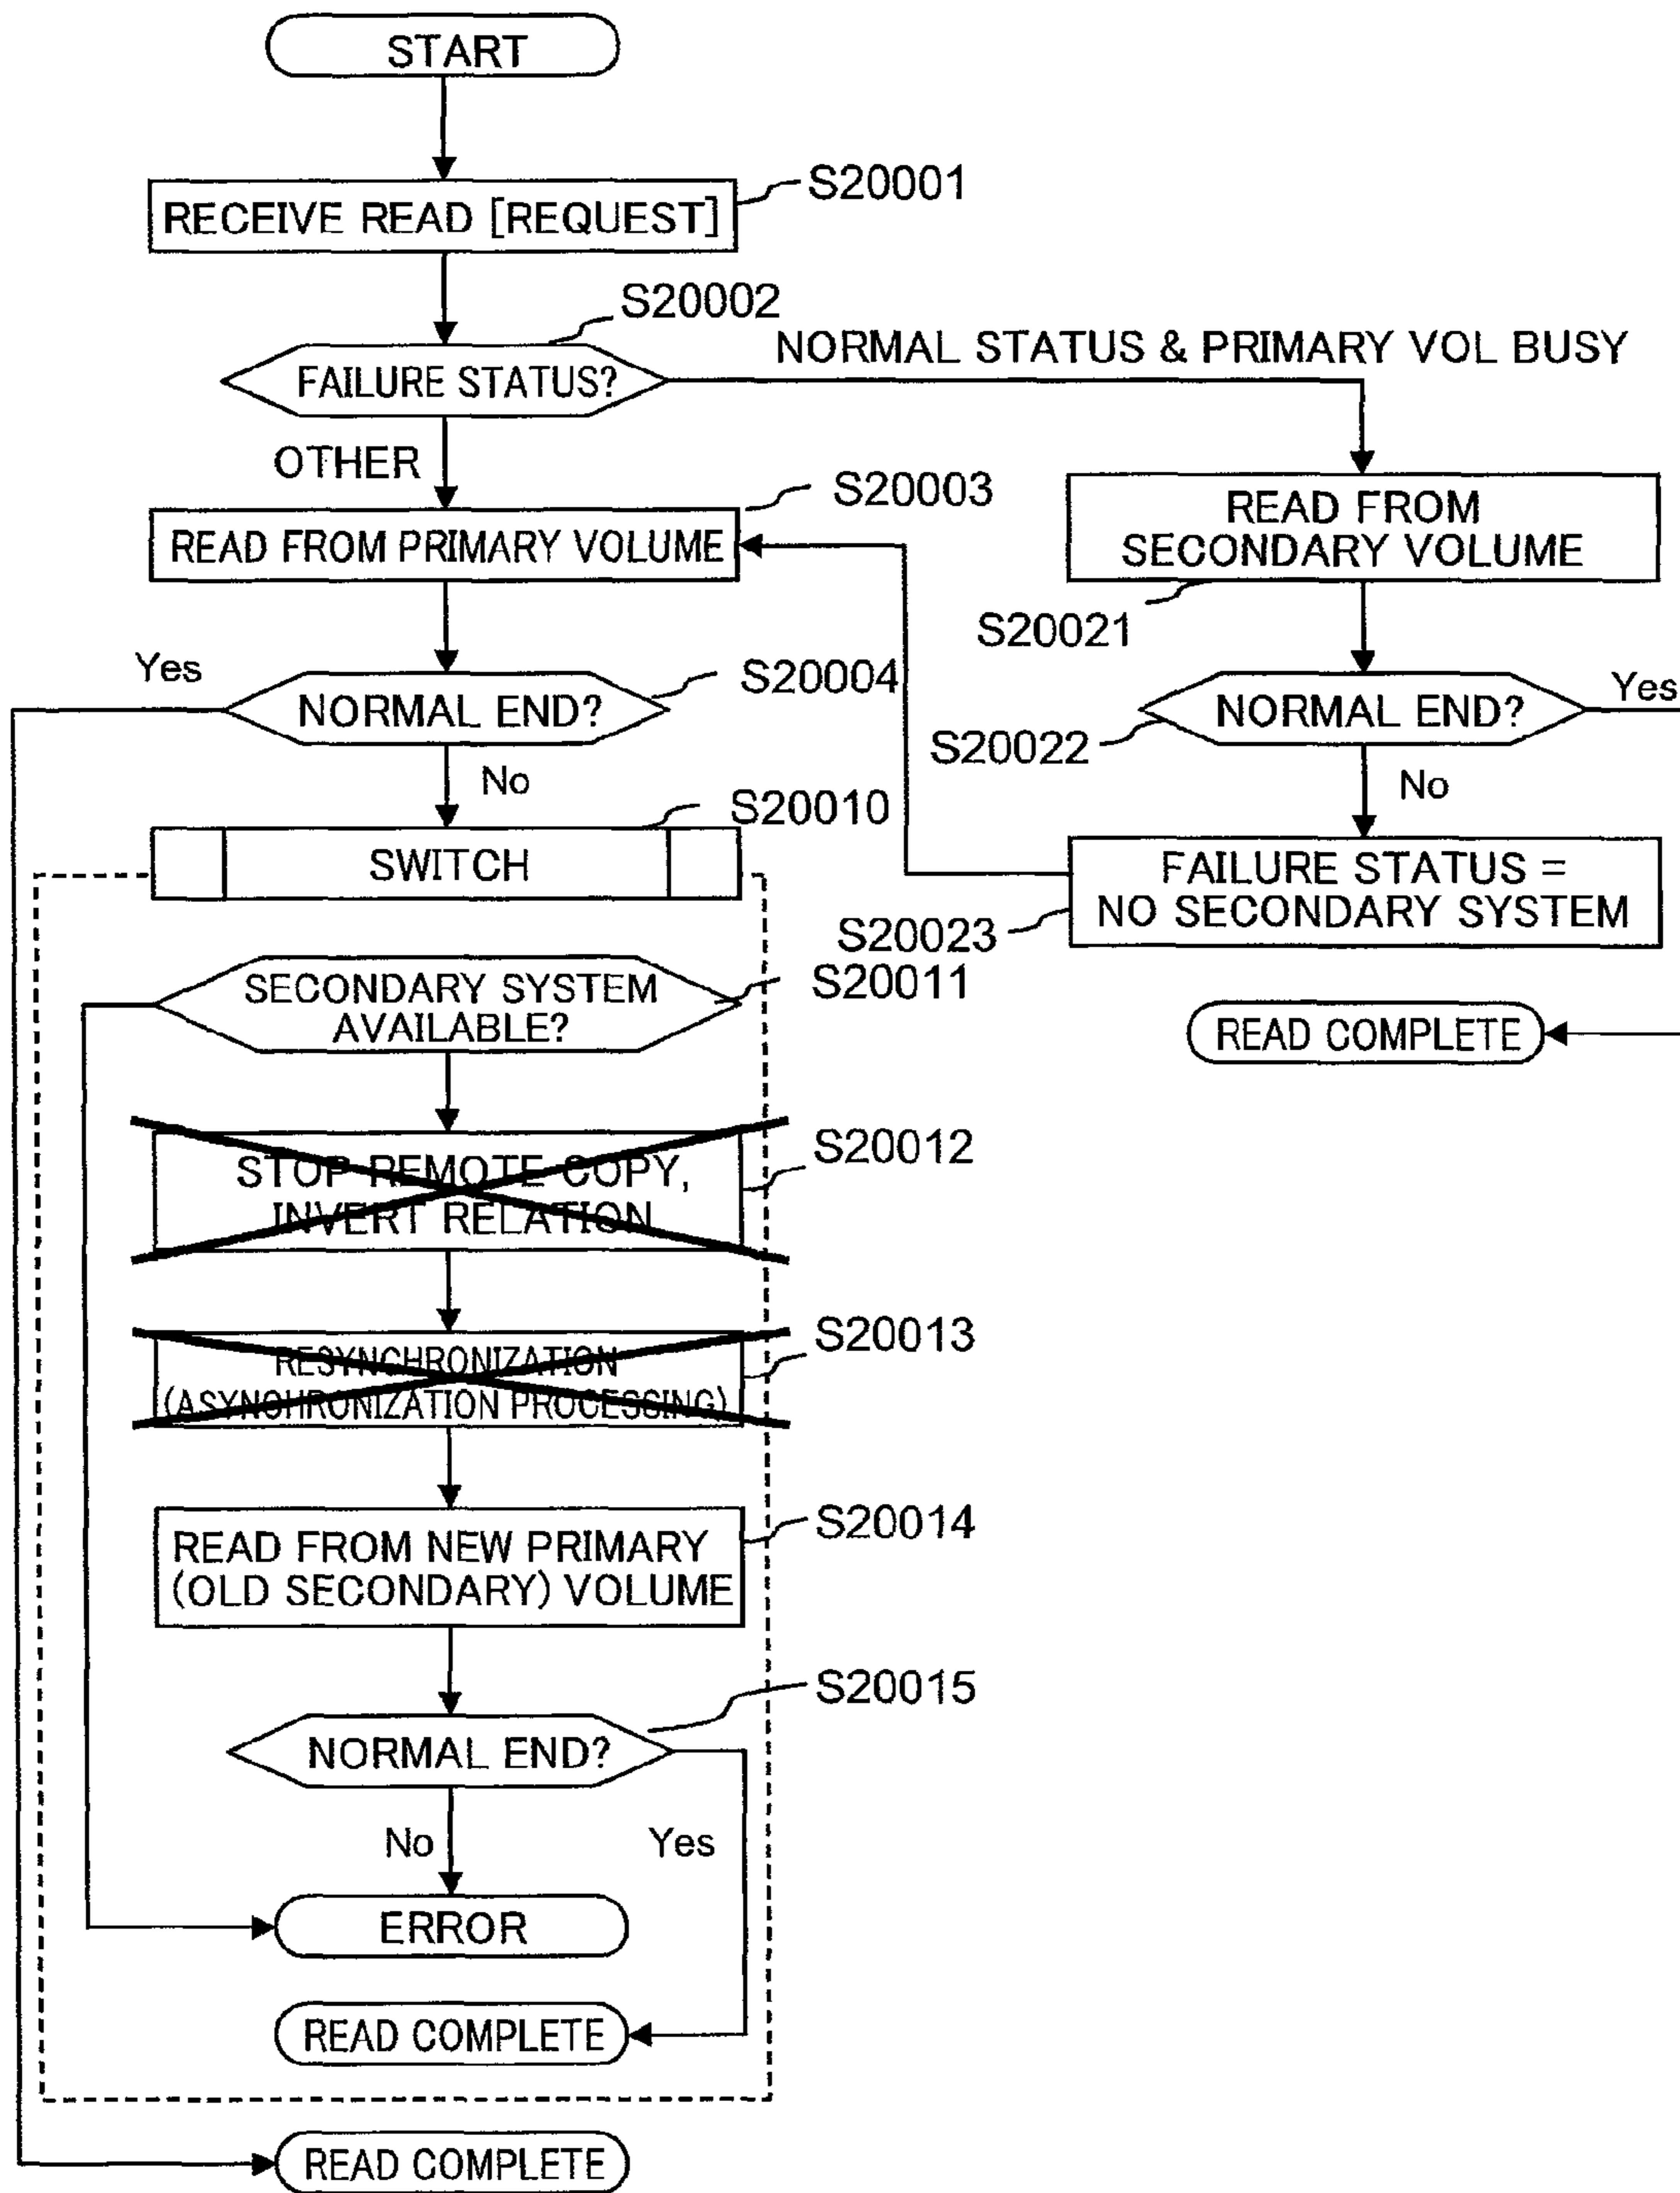 START
S20001
RECEIVE READ [REQUEST]
S20002
NORMAL STATUS & PRIMARY VOL BUSY
FAILURE STATUS?
OTHER
S20003
READ FROM PRIMARY VOLUME
READ FROM
SECONDARY VOLUME
S20021
Yes
S20004
NORMAL END?
No
NORMAL END?
Yes
S20022
No
S20010
SWITCH
FAILURE STATUS =
NO SECONDARY SYSTEM
S20023
SECONDARY SYSTEM
AVAILABLE?
S20011
READ COMPLETE
S20012
STOP REMOTE COPY,
INVERT RELATION
S20013
RESYNCHRONIZATION
(ASYNCHRONIZATION PROCESSING)
S20014
READ FROM NEW PRIMARY
(OLD SECONDARY) VOLUME
S20015
NORMAL END?
No
Yes
ERROR
READ COMPLETE
READ COMPLETE